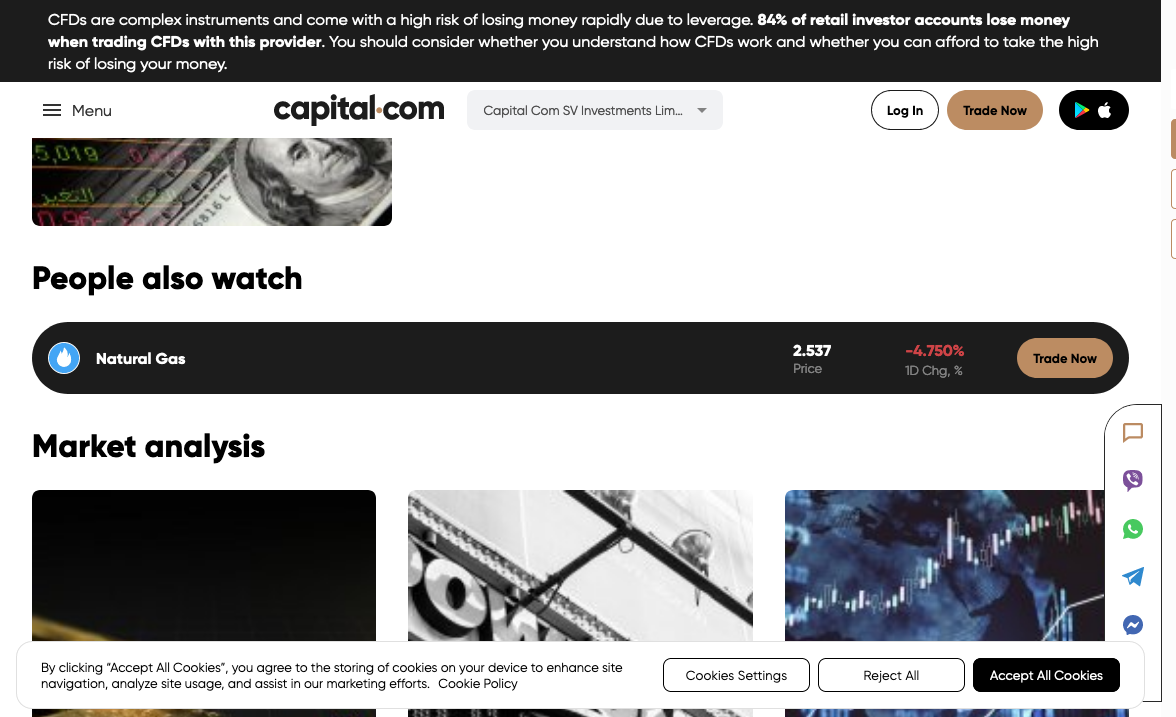 CFDs are complex instruments and come with a high risk of losing money rapidly due to leverage. 84% of retail investor accounts lose money
when trading CFDs with this provider. You should consider whether you understand how CFDs work and whether you can afford to take the high
risk of losing your money.
Menu
capital.com
Capital Com SV Investments Lim...
Log In
Trade Now
5,019
التغير
0.96-
6816 L
People also watch
Natural Gas
2.537
Price
-4.750%
1D Chg, %
Trade Now
Market analysis
By clicking “Accept All Cookies”, you agree to the storing of cookies on your device to enhance site
navigation, analyze site usage, and assist in our marketing efforts. Cookie Policy
Cookies Settings
Reject All
Accept All Cookies